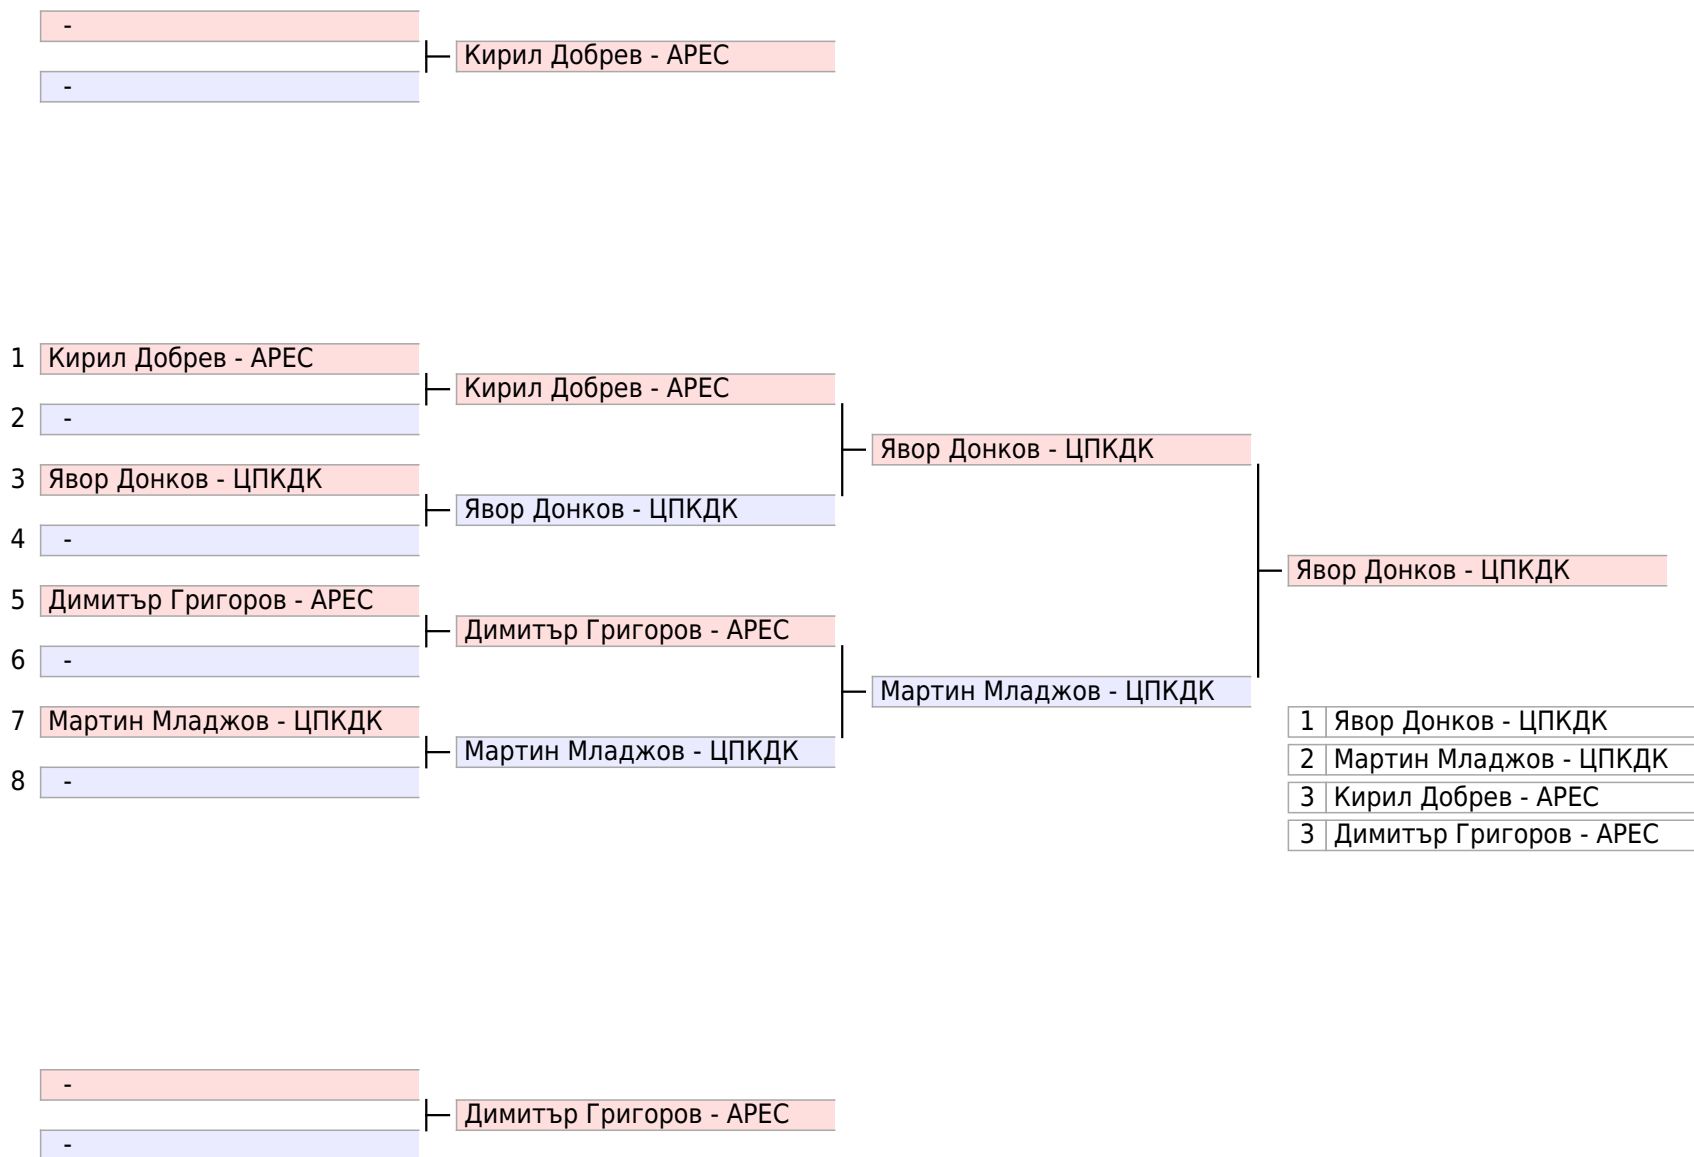 -
Кирил Добрев - АРЕС
-
1 Кирил Добрев - АРЕС
Кирил Добрев - АРЕС
2 -
Явор Донков - ЦПКДК
3 Явор Донков - ЦПКДК
Явор Донков - ЦПКДК
4 -
Явор Донков - ЦПКДК
5 Димитър Григоров - АРЕС
Димитър Григоров - АРЕС
6 -
Мартин Младжов - ЦПКДК
7 Мартин Младжов - ЦПКДК
Мартин Младжов - ЦПКДК
8 -
1 Явор Донков - ЦПКДК
2 Мартин Младжов - ЦПКДК
3 Кирил Добрев - АРЕС
3 Димитър Григоров - АРЕС
-
Димитър Григоров - АРЕС
-